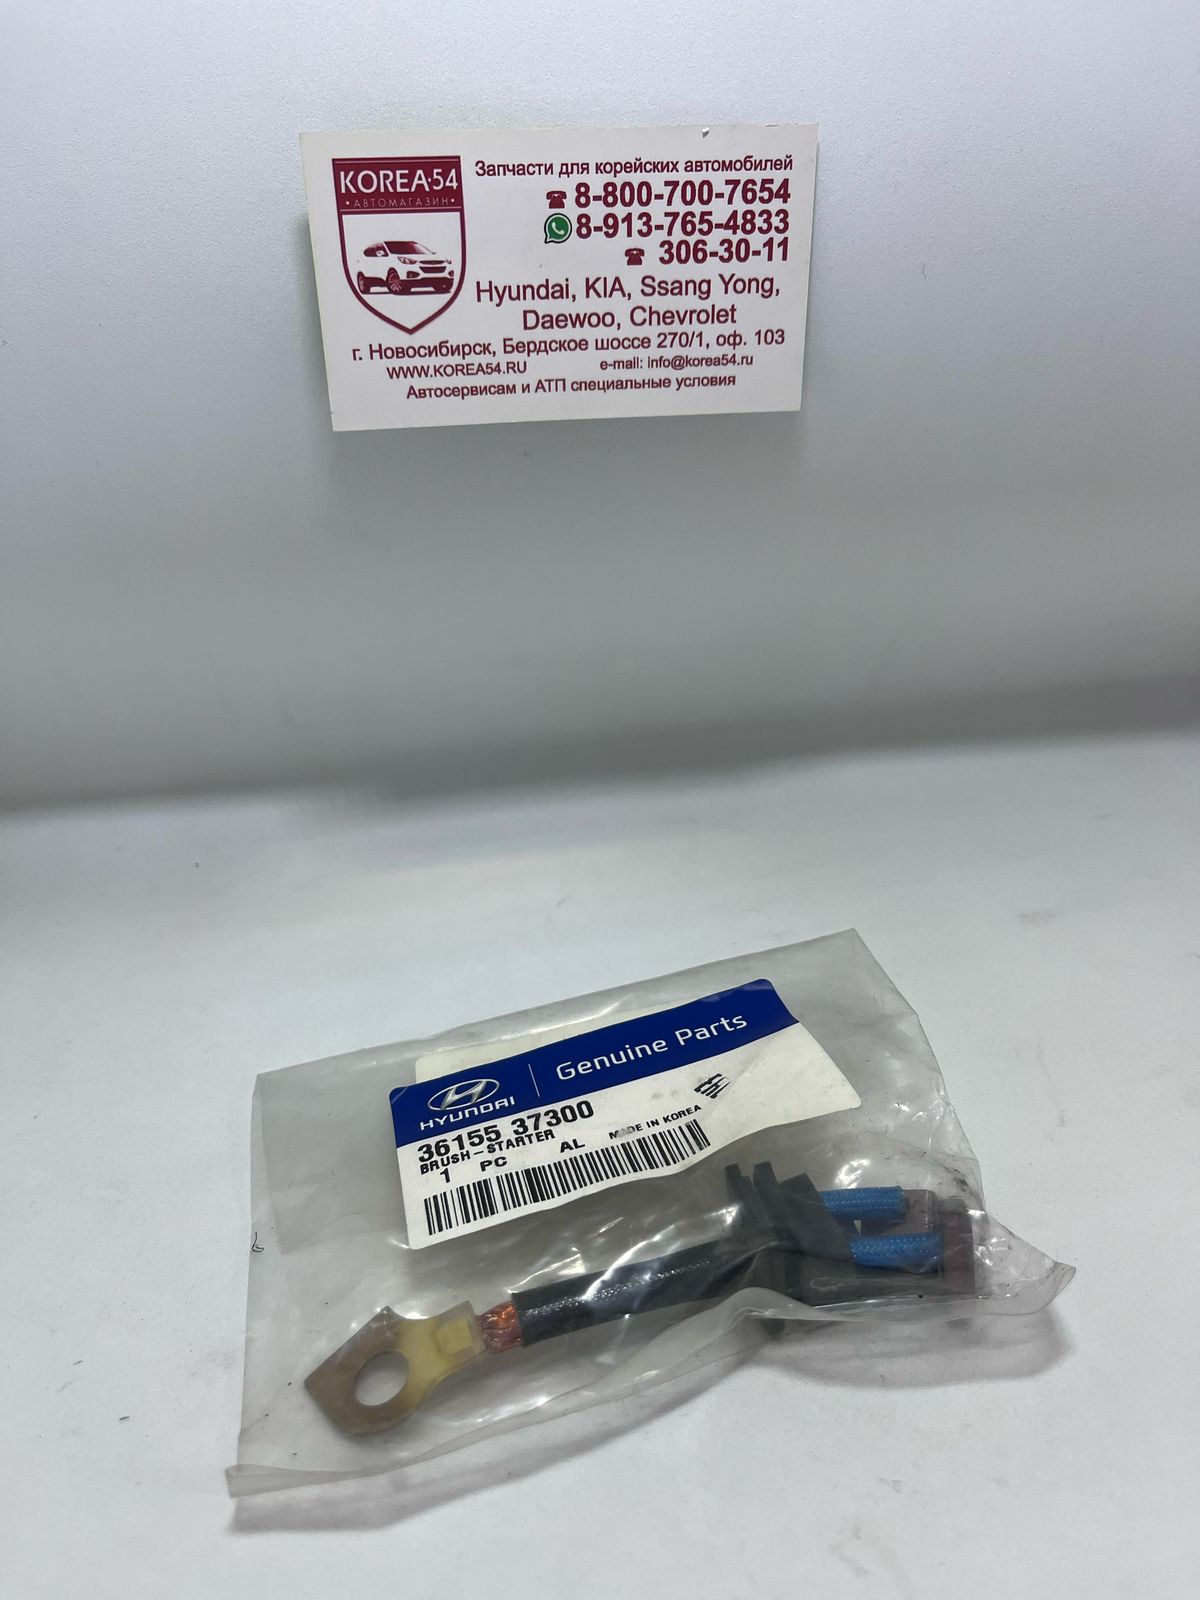 KOREA·54
·АВТОМАГАЗИН·
Запчасти для корейских автомобилей
8-800-700-7654
8-913-765-4833
306-30-11
Hyundai, KIA, Ssang Yong,
Daewoo, Chevrolet
г. Новосибирск, Бердское шоссе 270/1, оф. 103
WWW.KOREA54.RU e-mail: info@korea54.ru
Автосервисам и АТП специальные условия
HYUNDAI Genuine Parts
36155 37300
BRUSH-STARTER
1 PC AL MADE IN KOREA